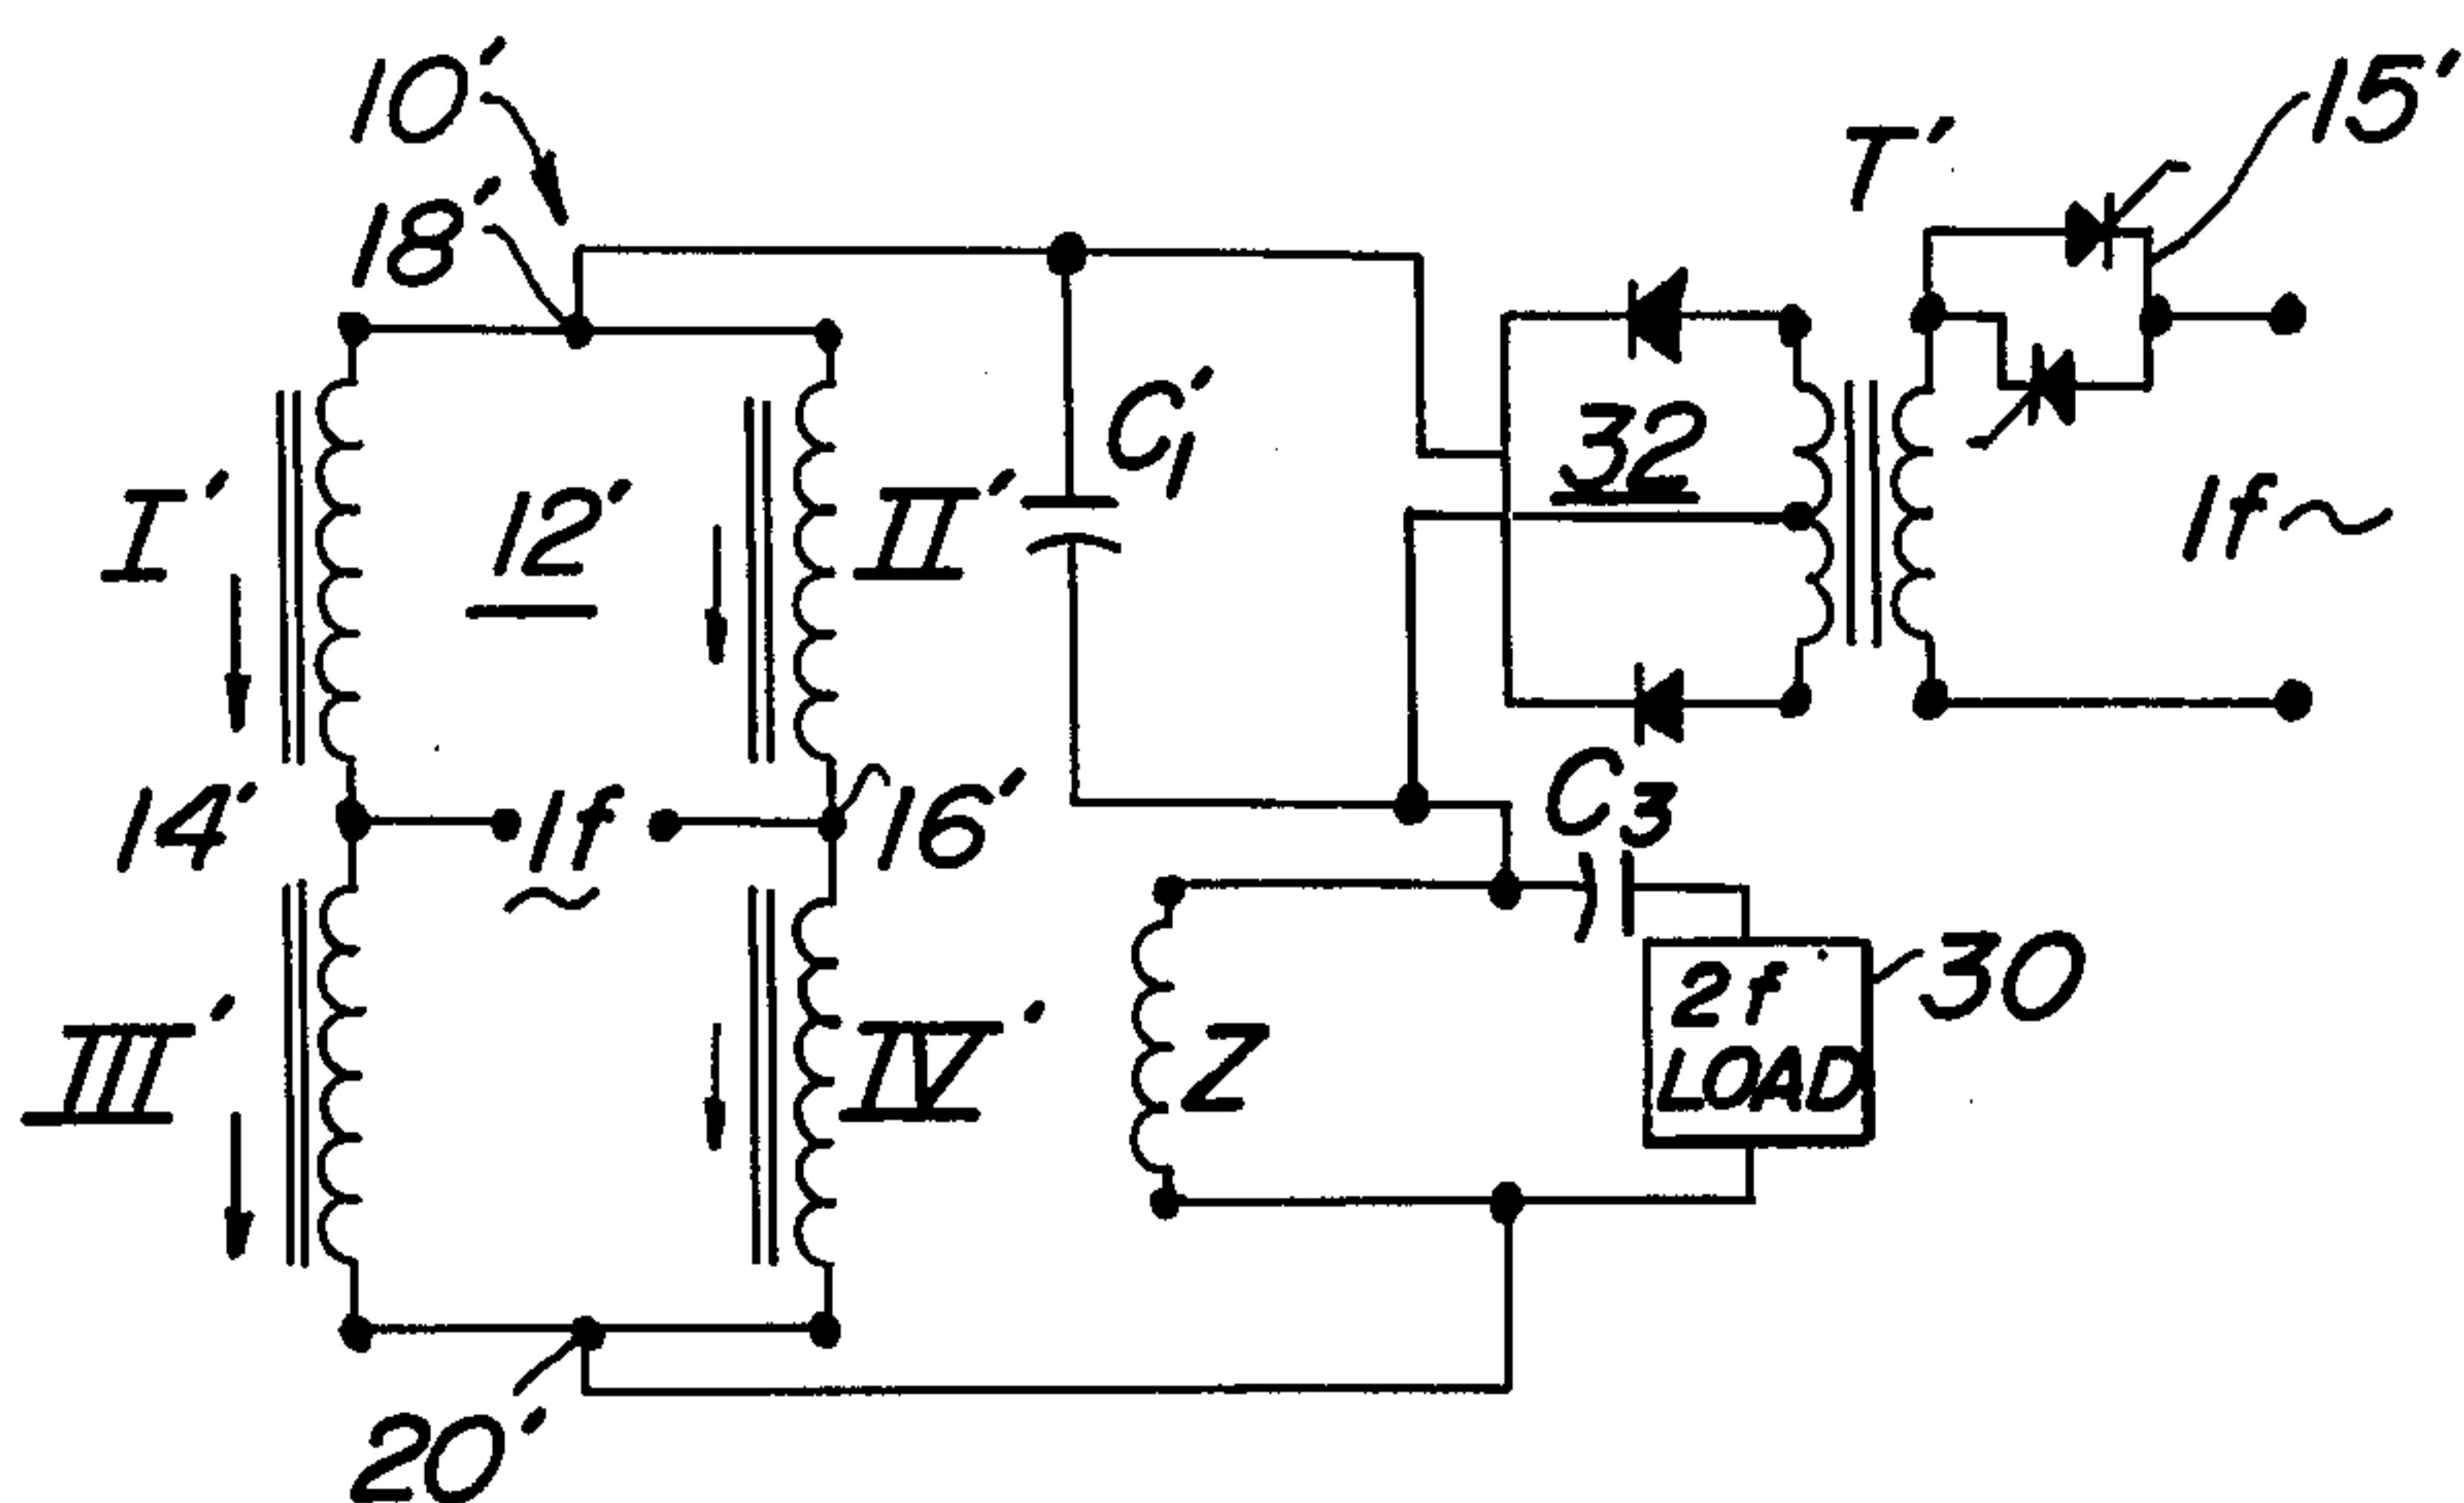 10'
15'
T'
18'
C1'
32
I'
12'
II'
1f~
C3
14'
1f
~
16'
30
2f
LOAD
III'
IV'
Z
20'